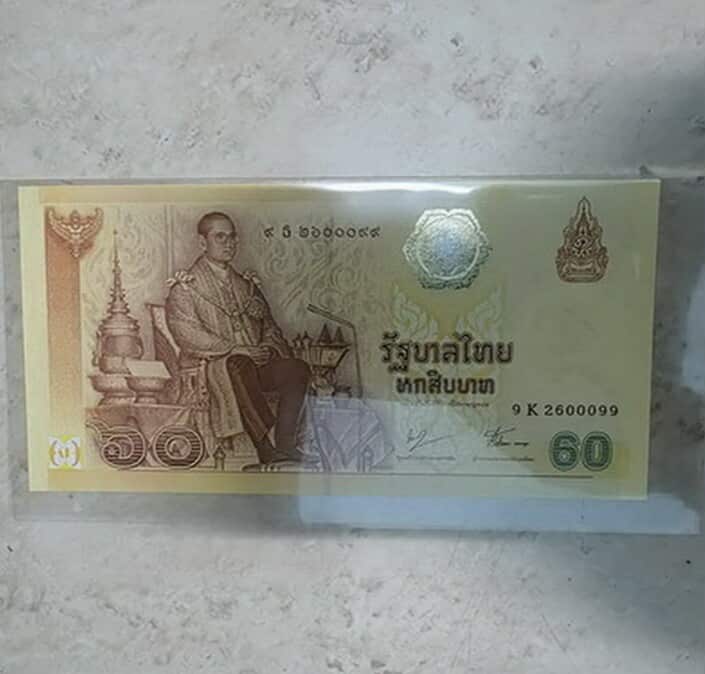 ๙ ธ ๒๖๐๐๐๙๙
รัฐบาลไทย
หกสิบบาท
9 K 2600099
๖๐
60